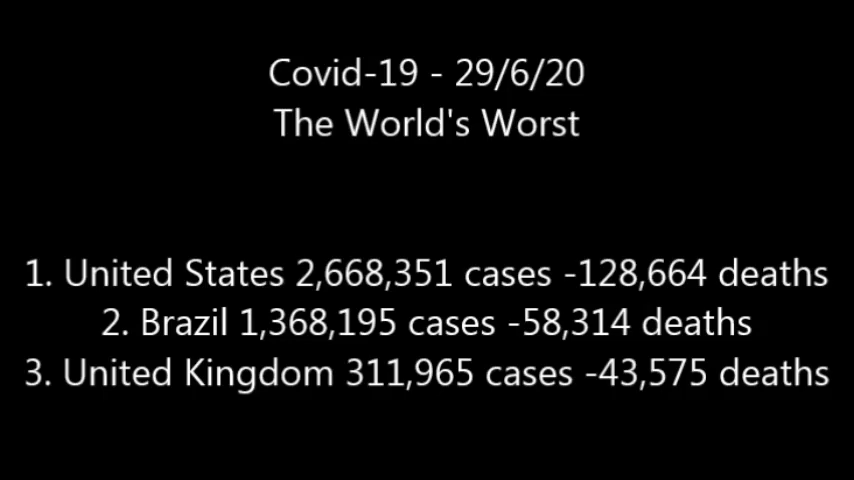 Covid-19 - 29/6/20
The World's Worst
1. United States 2,668,351 cases -128,664 deaths
2. Brazil 1,368,195 cases -58,314 deaths
3. United Kingdom 311,965 cases -43,575 deaths